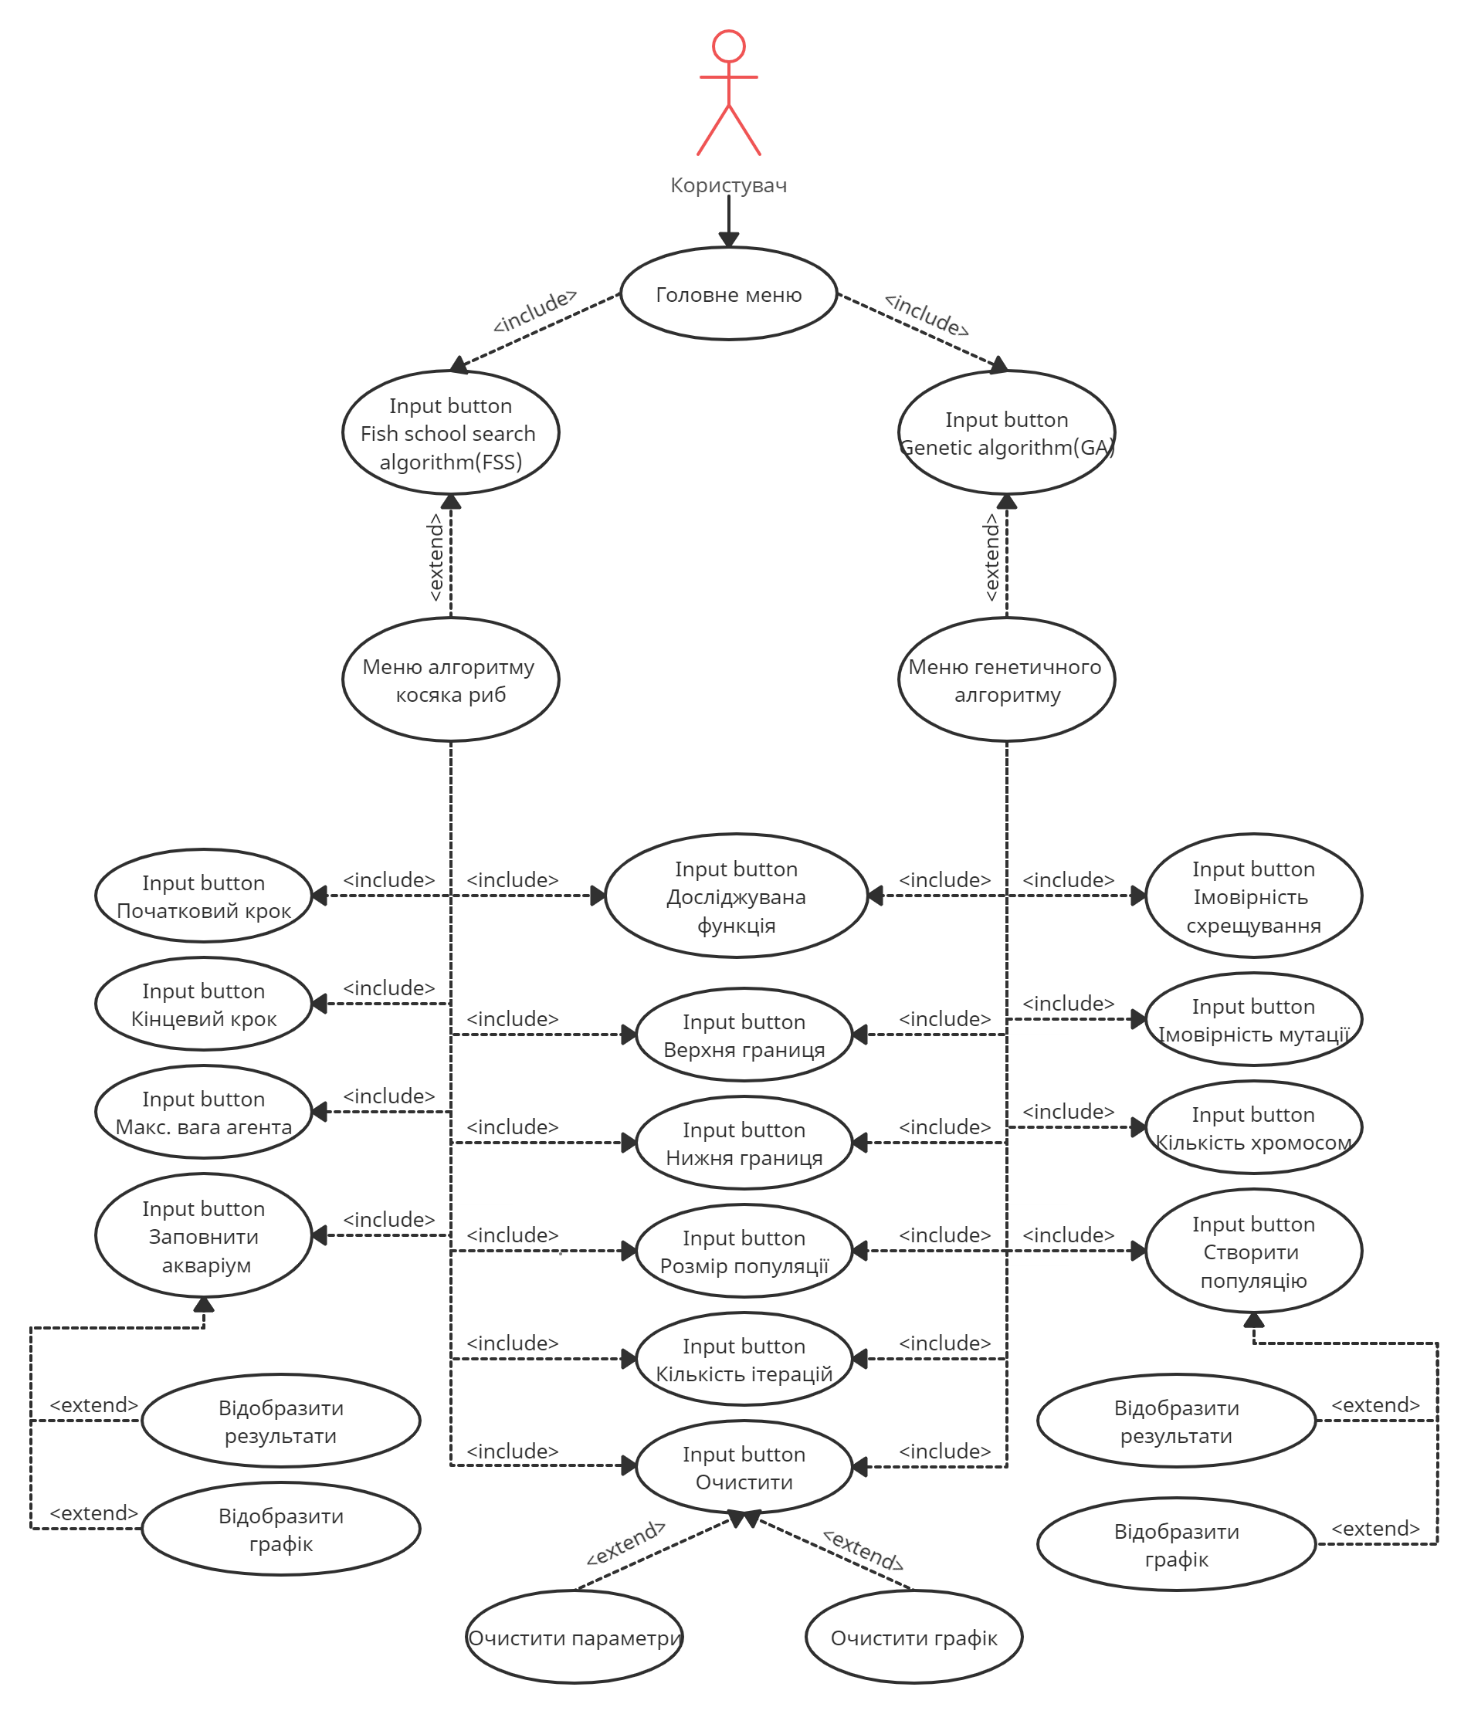 Користувач
Головне меню
<include>
<include>
Input button
Fish school search
algorithm(FSS)
Input button
Genetic algorithm(GA)
<extend>
<extend>
Меню алгоритму
косяка риб
Меню генетичного
алгоритму
Input button
Початковий крок
<include>
<include>
Input button
Досліджувана
функція
<include>
<include>
Input button
Імовірність
схрещування
Input button
Кінцевий крок
<include>
<include>
Input button
Верхня границя
<include>
<include>
Input button
Імовірність мутації
Input button
Макс. вага агента
<include>
<include>
Input button
Нижня границя
<include>
<include>
Input button
Кількість хромосом
Input button
Заповнити
акваріум
<include>
<include>
Input button
Розмір популяції
<include>
<include>
Input button
Створити
популяцію
<include>
Input button
Кількість ітерацій
<include>
<extend>
Відобразити
результати
Відобразити
результати
<extend>
<include>
Input button
Очистити
<include>
<extend>
Відобразити
графік
Відобразити
графік
<extend>
<extend>
<extend>
Очистити параметри
Очистити графік